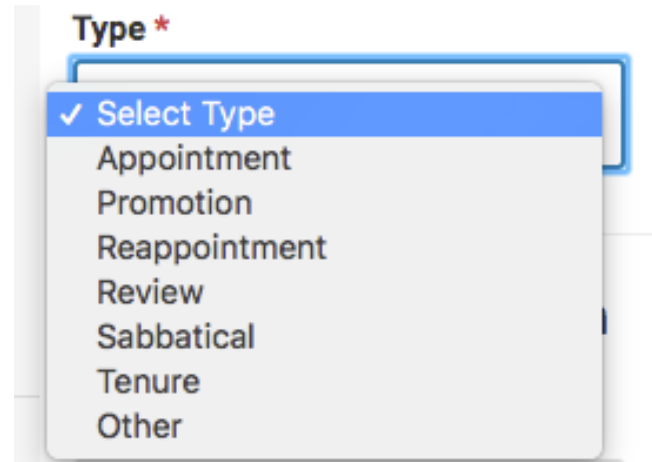 Type *
✓ Select Type
Appointment
Promotion
Reappointment
Review
Sabbatical
Tenure
Other